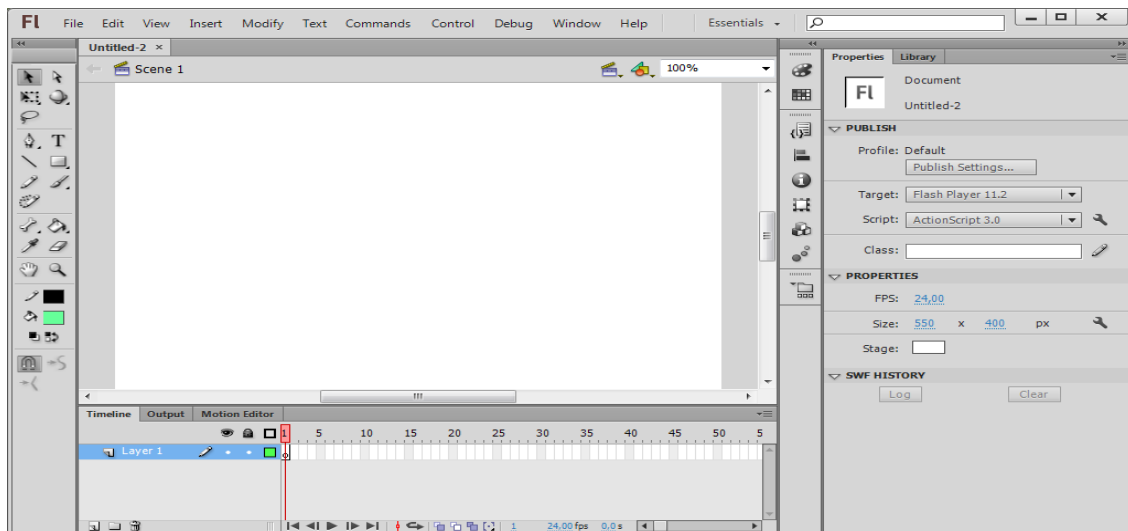 Fl File Edit View Insert Modify Text Commands Control Debug Window Help Essentials
Untitled-2 ×
Scene 1 100%
T
Timeline Output Motion Editor
1 5 10 15 20 25 30 35 40 45 50 5
Layer 1
1 24,00 fps 0,0 s
Properties Library
Fl
Document
Untitled-2
PUBLISH
Profile: Default
Publish Settings...
Target: Flash Player 11.2
Script: ActionScript 3.0
Class:
PROPERTIES
FPS: 24,00
Size: 550 x 400 px
Stage:
SWF HISTORY
Log Clear